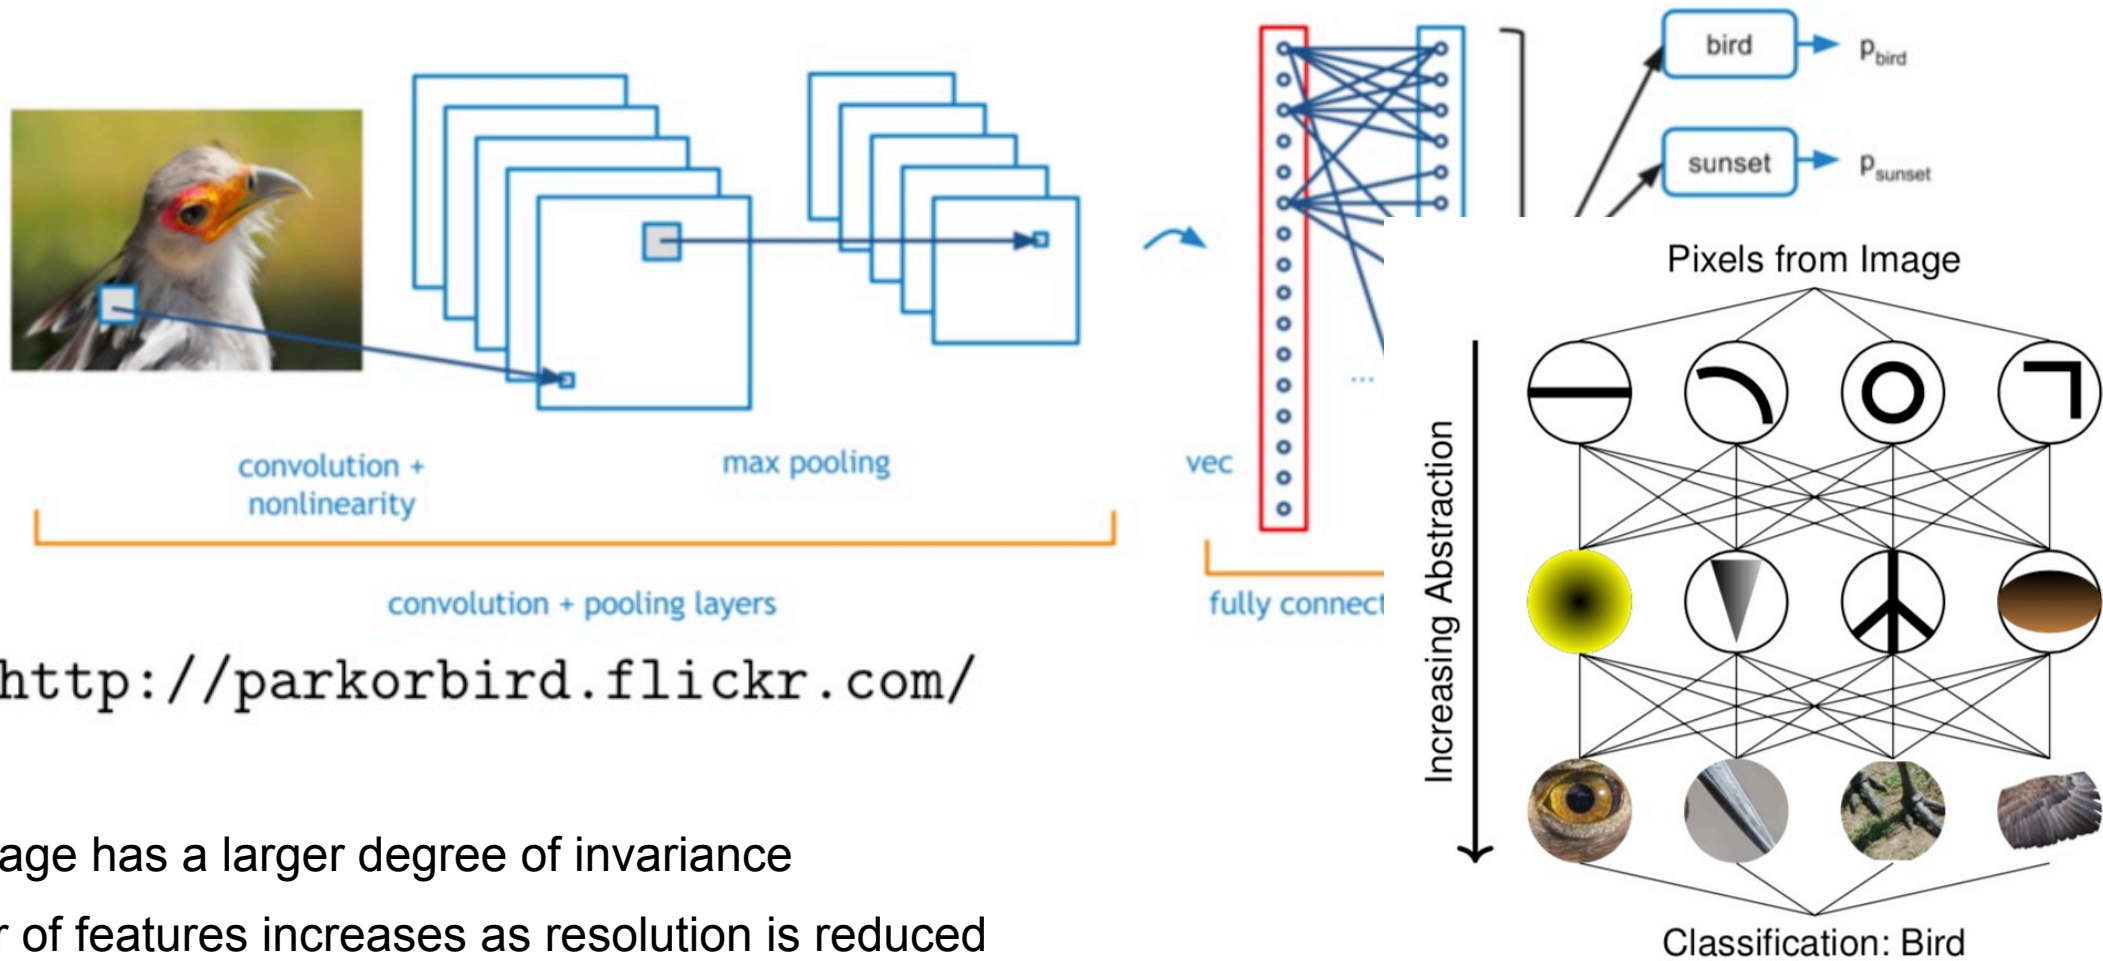 bird
p_bird
sunset
p_sunset
convolution +
nonlinearity
max pooling
vec
...
convolution + pooling layers
fully connect
http://parkorbird.flickr.com/
Pixels from Image
Increasing Abstraction
Classification: Bird
age has a larger degree of invariance
r of features increases as resolution is reduced